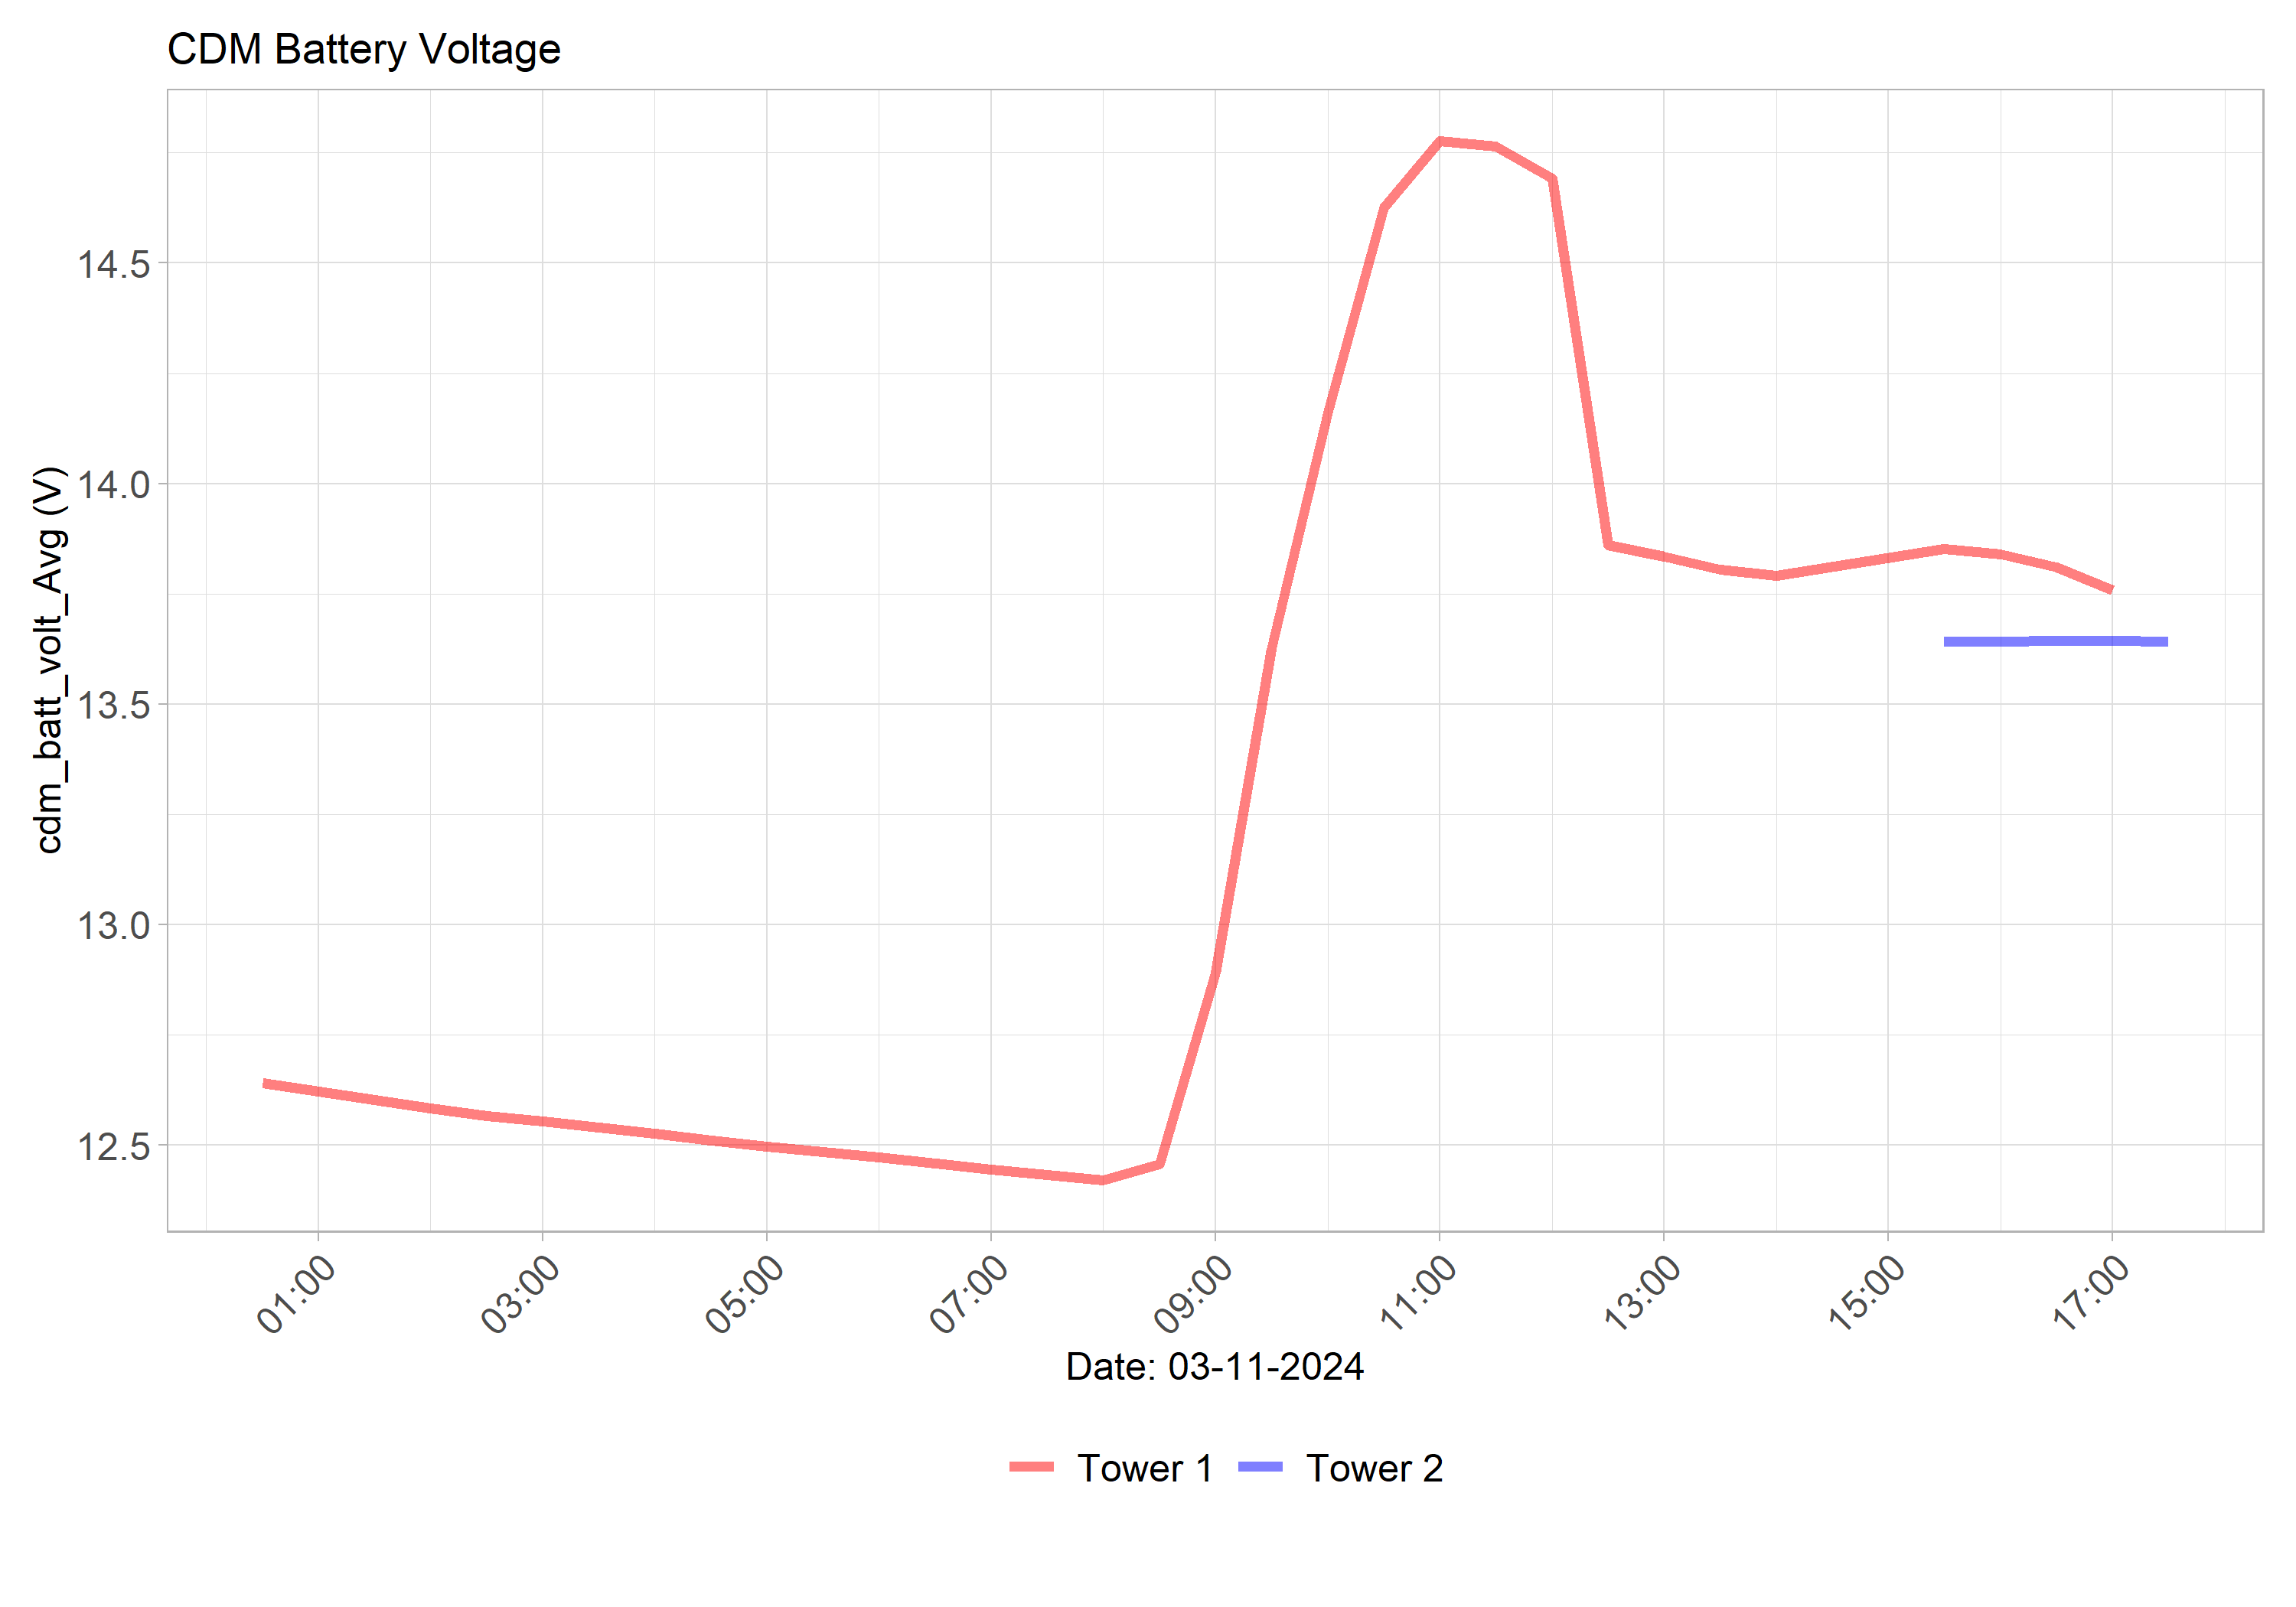 CDM Battery Voltage
cdm_batt_volt_Avg (V)
14.5
14.0
13.5
13.0
12.5
01:00 03:00 05:00 07:00 09:00 11:00 13:00 15:00 17:00
Date: 03-11-2024
Tower 1 Tower 2